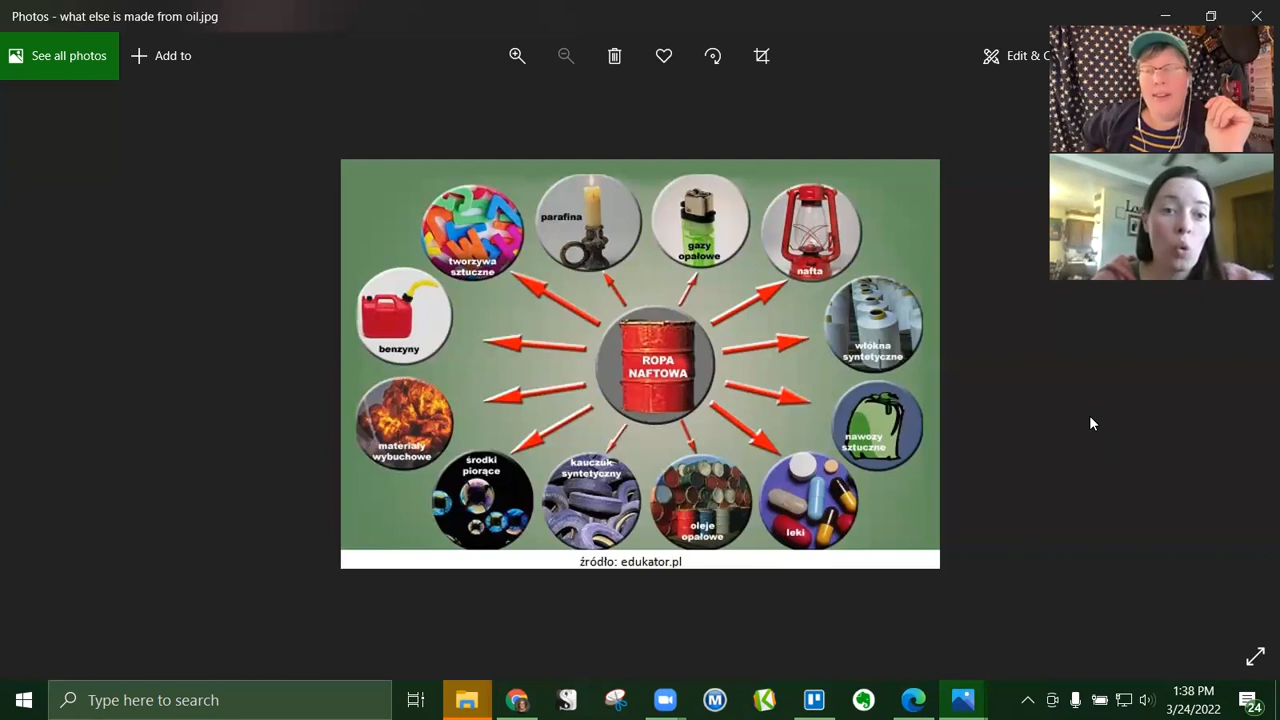 Photos - what else is made from oil.jpg
See all photos
Add to
Edit & C
parafina
gazy
opałowe
nafta
tworzywa
sztuczne
benzyny
włókna
syntetyczne
ROPA
NAFTOWA
materiały
wybuchowe
nawozy
sztuczne
środki
piorące
kauczuk
syntetyczny
oleje
opałowe
leki
źródło: edukator.pl
Type here to search
1:38 PM
3/24/2022
24